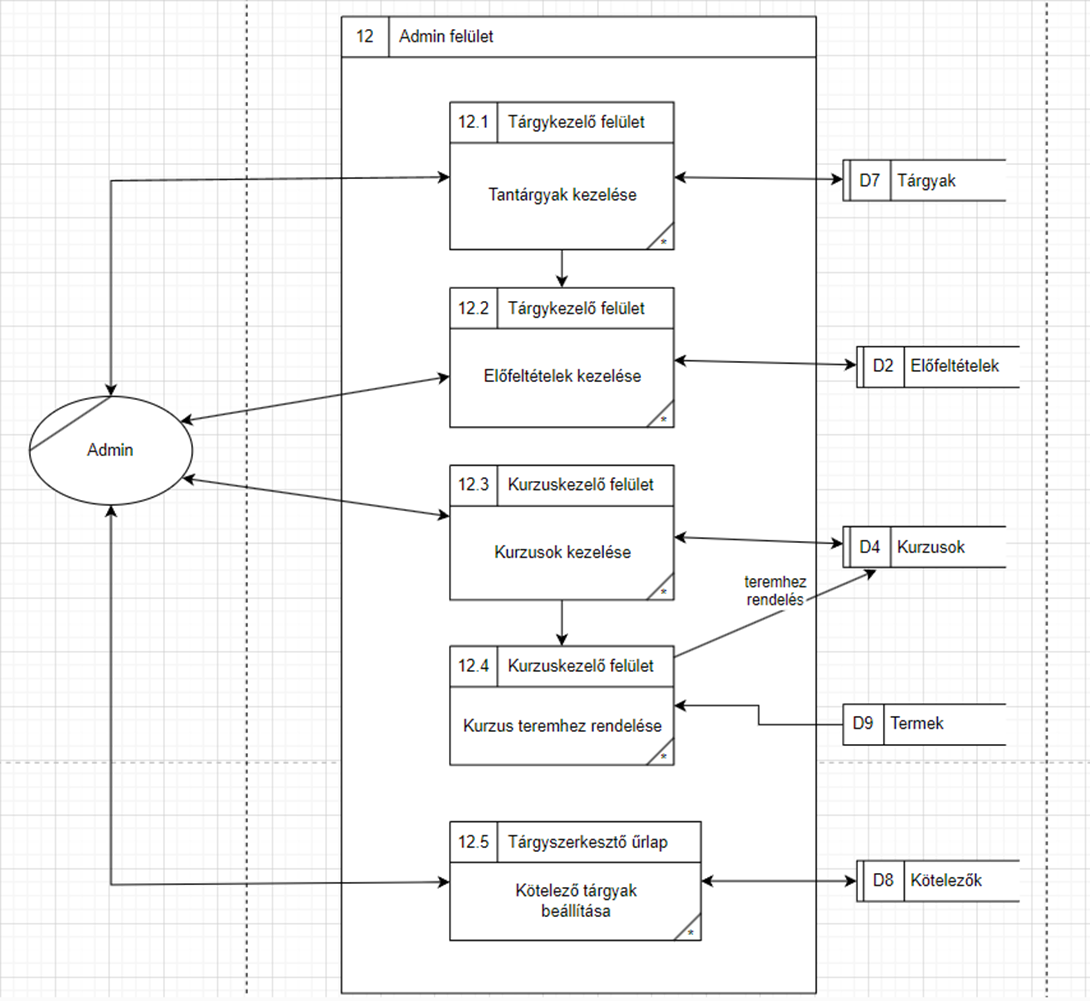 12 Admin felület
12.1 Tárgykezelő felület
Tantárgyak kezelése
*
D7 Tárgyak
12.2 Tárgykezelő felület
Előfeltételek kezelése
*
D2 Előfeltételek
Admin
12.3 Kurzuskezelő felület
Kurzusok kezelése
*
D4 Kurzusok
teremhez
rendelés
12.4 Kurzuskezelő felület
Kurzus teremhez rendelése
*
D9 Termek
12.5 Tárgyszerkesztő űrlap
Kötelező tárgyak
beállítása
*
D8 Kötelezők